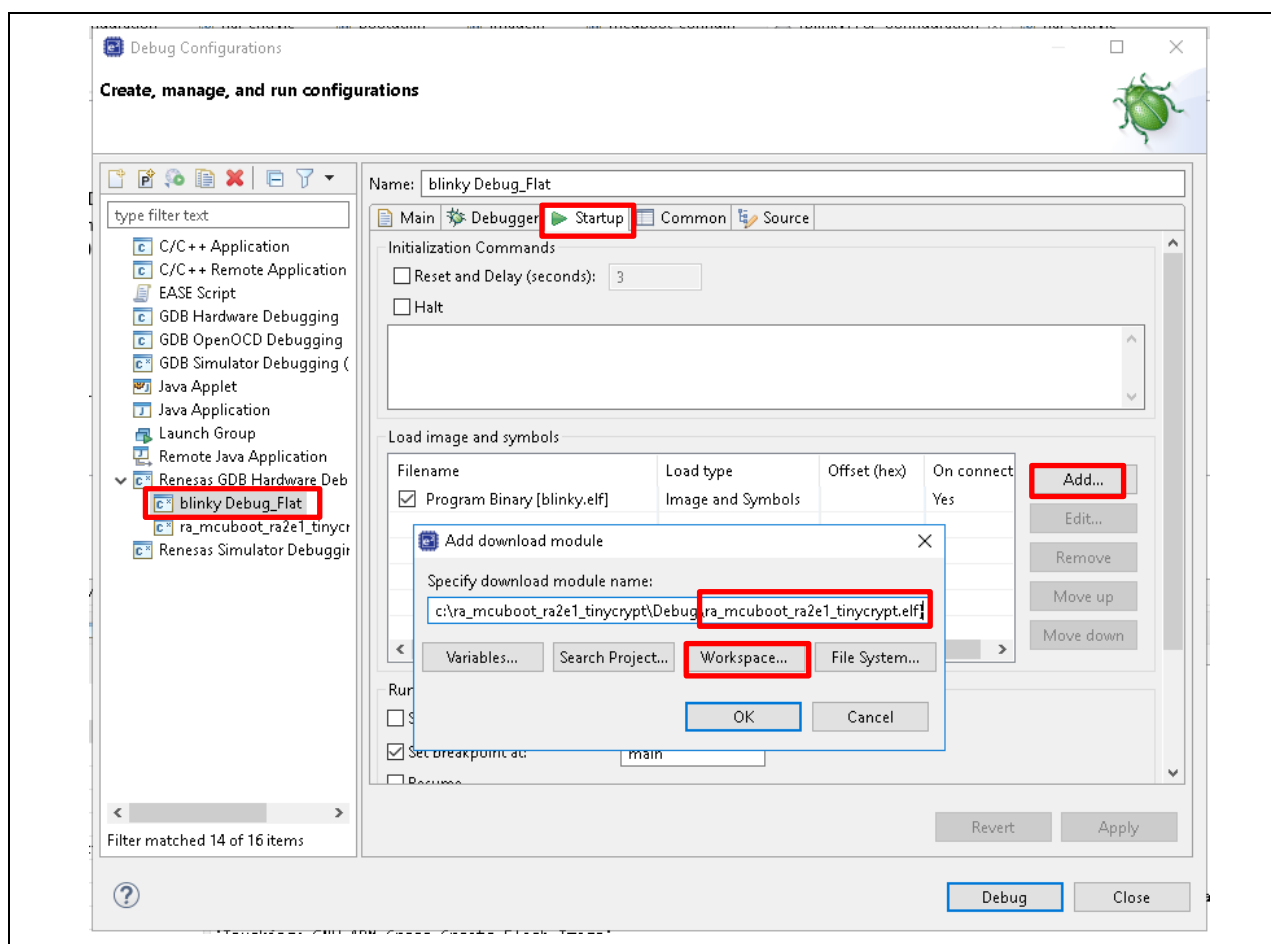 Debug Configurations
Create, manage, and run configurations
type filter text
C/C++ Application
C/C++ Remote Application
EASE Script
GDB Hardware Debugging
GDB OpenOCD Debugging
GDB Simulator Debugging (
Java Applet
Java Application
Launch Group
Remote Java Application
Renesas GDB Hardware Deb
blinky Debug_Flat
ra_mcuboot_ra2e1_tinycr
Renesas Simulator Debuggin
Filter matched 14 of 16 items
Name: blinky Debug_Flat
Main Debugger Startup Common Source
Initialization Commands
Reset and Delay (seconds): 3
Halt
Load image and symbols
Filename Load type Offset (hex) On connect
Program Binary [blinky.elf] Image and Symbols Yes
Add...
Edit...
Remove
Move up
Move down
Add download module
Specify download module name:
c:\ra_mcuboot_ra2e1_tinycrypt\Debug\ra_mcuboot_ra2e1_tinycrypt.elf
Variables... Search Project... Workspace... File System...
OK Cancel
Run
Set breakpoint at: main
Resume
Revert Apply
Debug Close